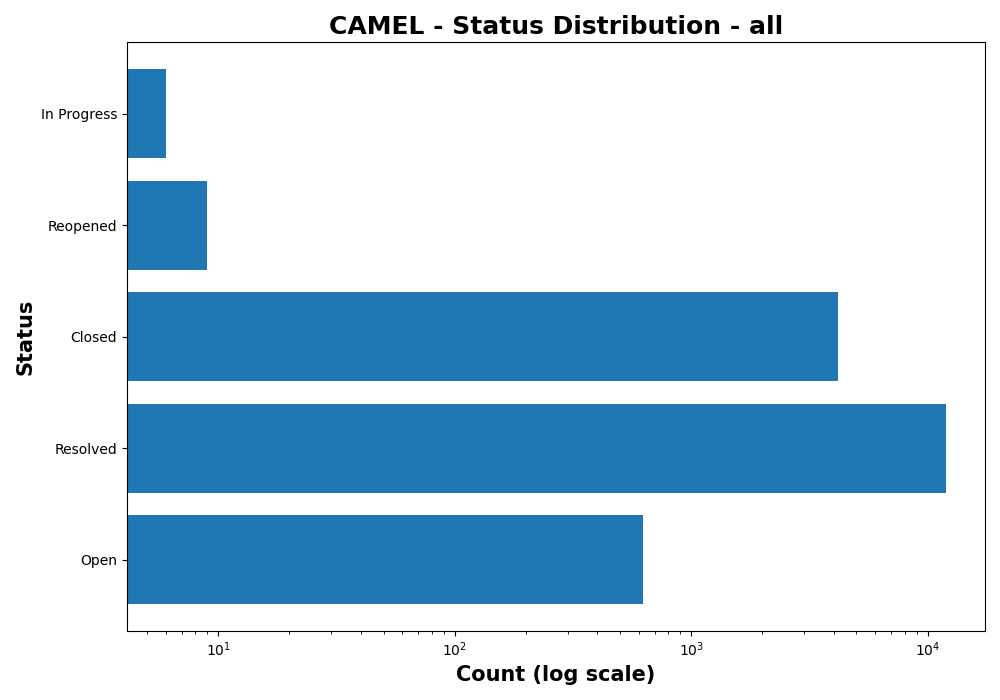 CAMEL - Status Distribution - all
In Progress
Reopened
Closed
Resolved
Open
Status
10¹ 10² 10³ 10⁴
Count (log scale)